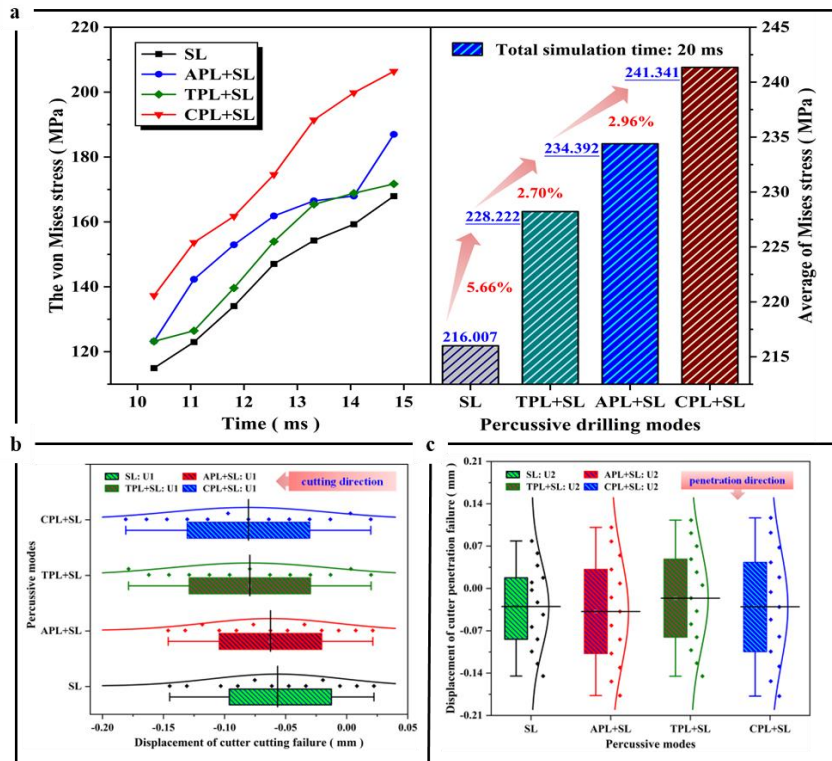 a
220
200
180
160
140
120
The von Mises stress ( MPa)
SL
APL+SL
TPL+SL
CPL+SL
10 11 12 13 14 15
Time ( ms )
Total simulation time: 20 ms
241.341
2.96%
234.392
2.70%
228.222
5.66%
216.007
SL TPL+SL APL+SL CPL+SL
Percussive drilling modes
245
240
235
230
225
220
215
Average of Mises stress ( MPa)
b
SL: U1 APL+SL: U1
TPL+SL: U1 CPL+SL: U1
cutting direction
Percussive modes
CPL+SL
TPL+SL
APL+SL
SL
-0.20 -0.15 -0.10 -0.05 0.00 0.05
Displacement of cutter cutting failure ( mm )
c
SL: U2 APL+SL: U2
TPL+SL: U2 CPL+SL: U2
penetration direction
Displacement of cutter penetration failure ( mm )
0.21
0.14
0.07
0.00
-0.07
-0.14
-0.21
SL APL+SL TPL+SL CPL+SL
Percussive modes